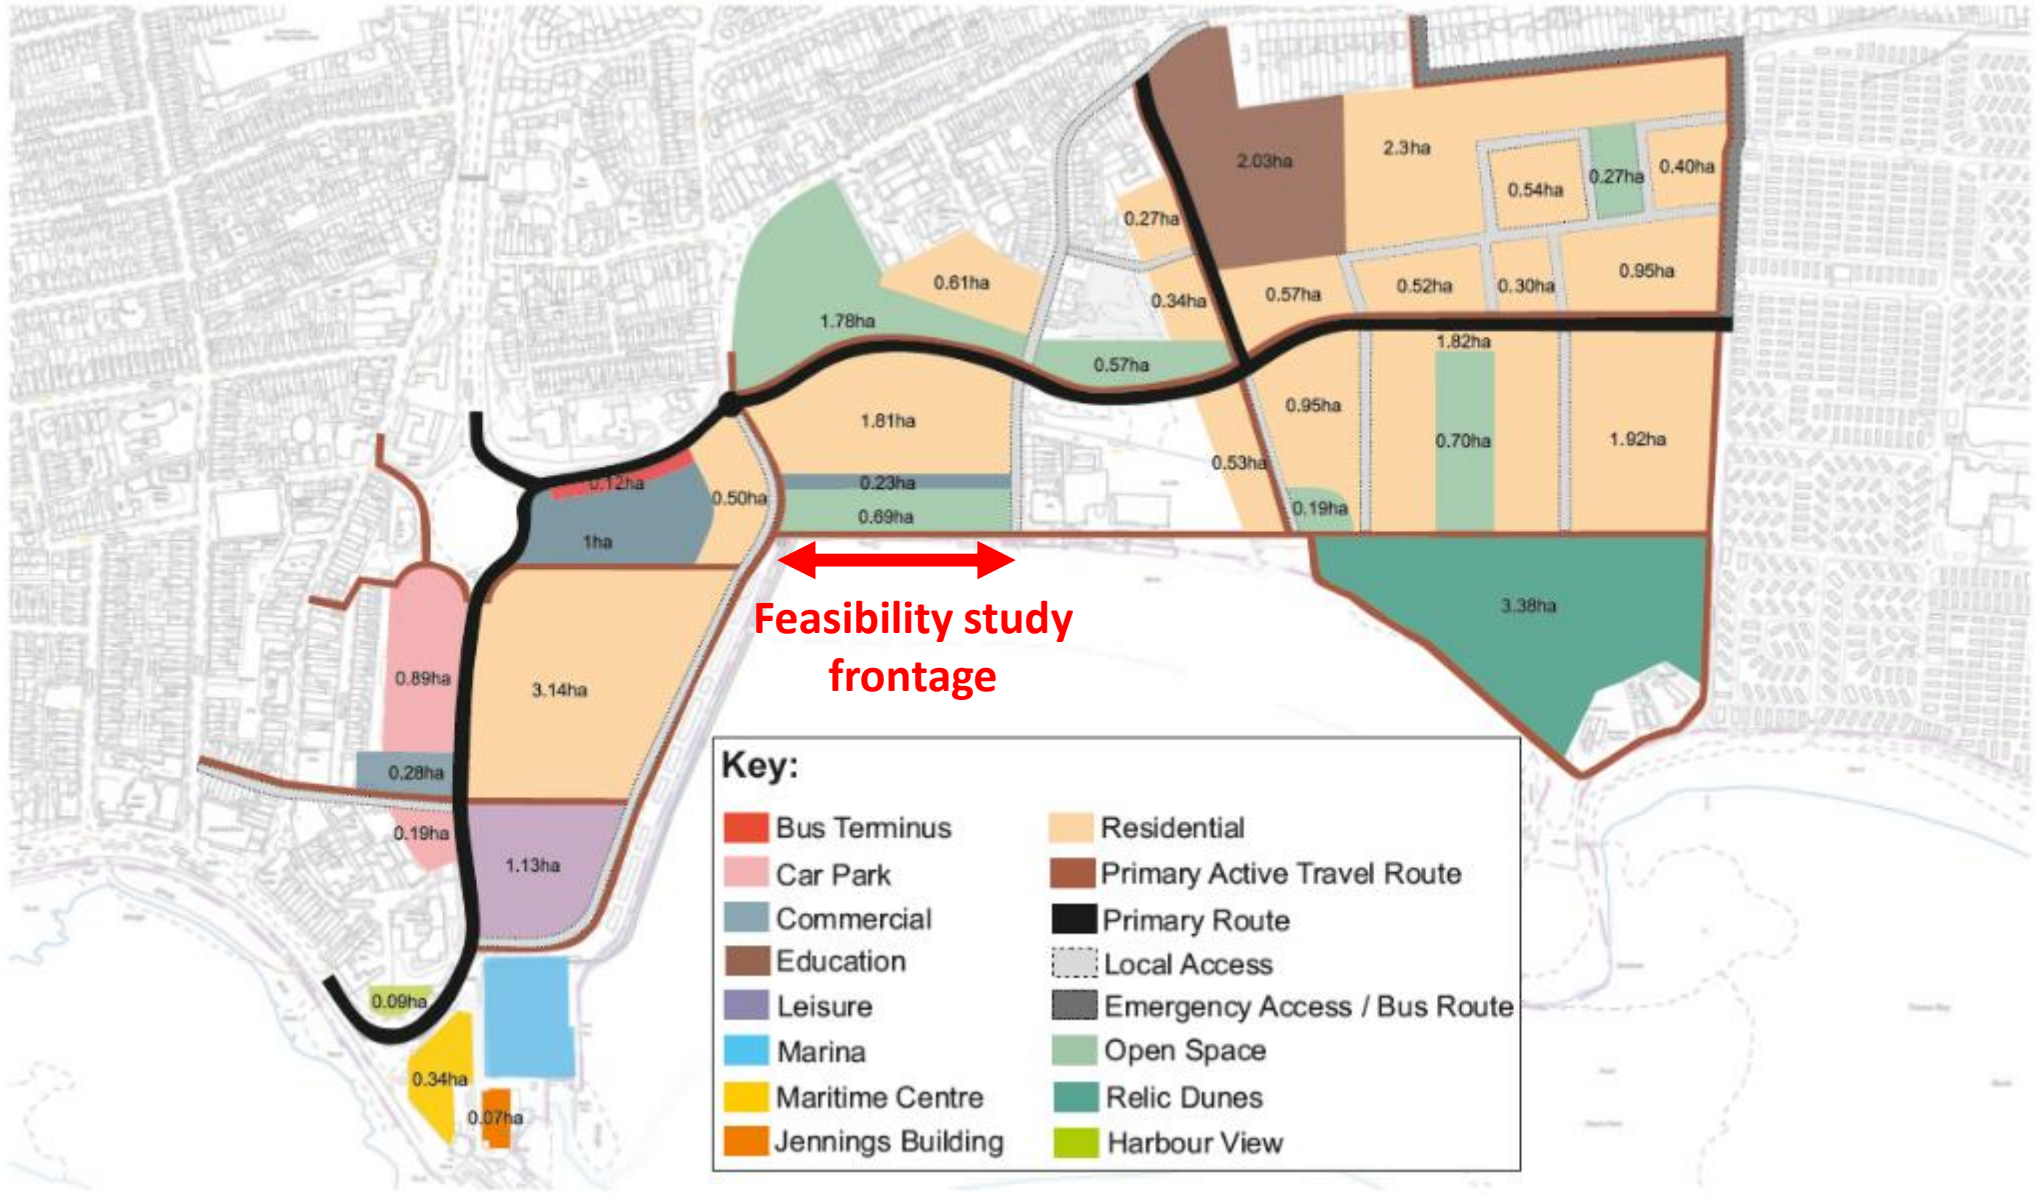 2.03ha
2.3ha
0.54ha
0.27ha
0.40ha
0.27ha
0.61ha
0.34ha
0.57ha
0.52ha
0.30ha
0.95ha
1.78ha
0.57ha
1.82ha
1.81ha
0.95ha
0.70ha
1.92ha
0.53ha
0.12ha
0.50ha
0.23ha
0.69ha
0.19ha
1ha
Feasibility study
frontage
3.38ha
0.89ha
3.14ha
0.28ha
0.19ha
1.13ha
0.09ha
0.34ha
0.07ha
Key:
Bus Terminus
Car Park
Commercial
Education
Leisure
Marina
Maritime Centre
Jennings Building
Residential
Primary Active Travel Route
Primary Route
Local Access
Emergency Access / Bus Route
Open Space
Relic Dunes
Harbour View